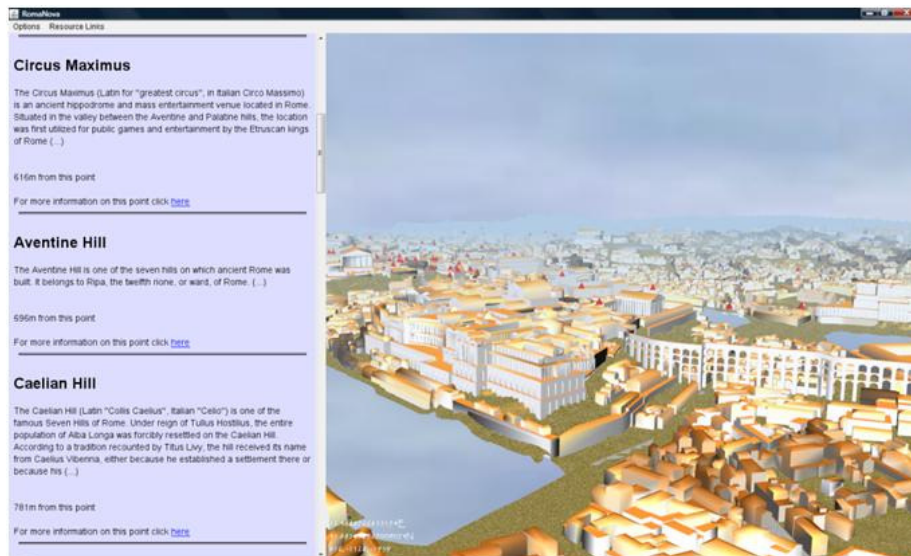 RomaNova
Options Resource Links
Circus Maximus
The Circus Maximus (Latin for "greatest circus", in Italian Circo Massimo)
is an ancient hippodrome and mass entertainment venue located in Rome.
Situated in the valley between the Aventine and Palatine hills, the location
was first utilized for public games and entertainment by the Etruscan kings
of Rome (...)
616m from this point
For more information on this point click here
Aventine Hill
The Aventine Hill is one of the seven hills on which ancient Rome was
built. It belongs to Ripa, the twelfth rione, or ward, of Rome. (...)
696m from this point
For more information on this point click here
Caelian Hill
The Caelian Hill (Latin "Collis Caelius", Italian "Celio") is one of the
famous Seven Hills of Rome. Under reign of Tullus Hostilius, the entire
population of Alba Longa was forcibly resettled on the Caelian Hill.
According to a tradition recounted by Titus Livy, the hill received its name
from Caelius Vibenna, either because he established a settlement there or
because his (...)
781m from this point
For more information on this point click here